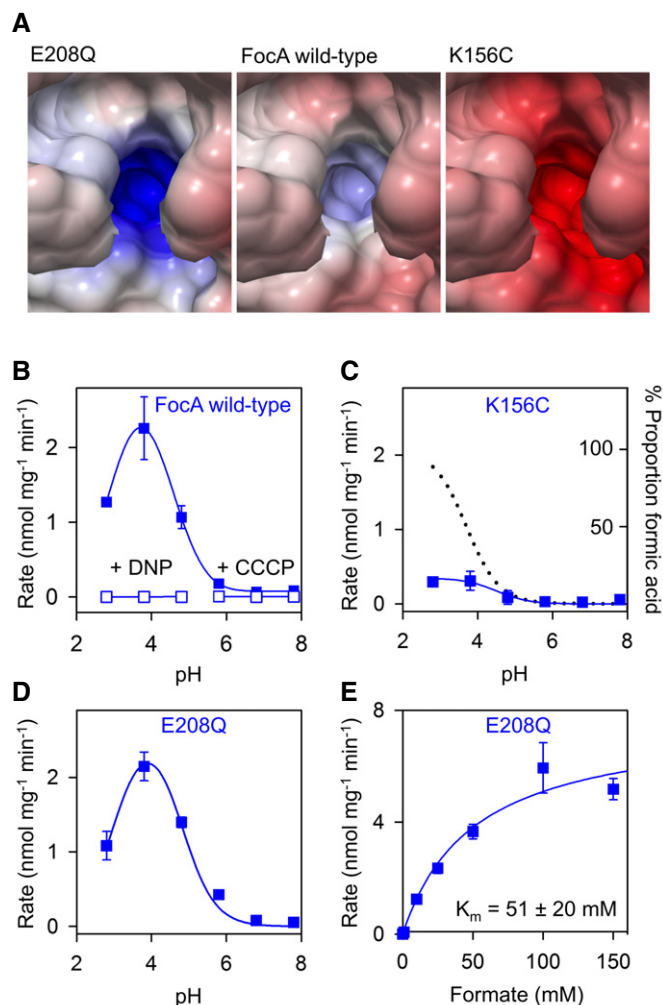 A
E208Q FocA wild-type K156C
B
FocA wild-type
Rate (nmol mg⁻¹ min⁻¹)
2
1
0
+ DNP + CCCP
2 4 6 8
pH
C
K156C
Rate (nmol mg⁻¹ min⁻¹)
2
1
0
100
50
% Proportion formic acid
2 4 6 8
pH
D
E208Q
Rate (nmol mg⁻¹ min⁻¹)
2
1
0
2 4 6 8
pH
E
E208Q
Rate (nmol mg⁻¹ min⁻¹)
8
4
0
Kₘ = 51 ± 20 mM
0 50 100 150
Formate (mM)